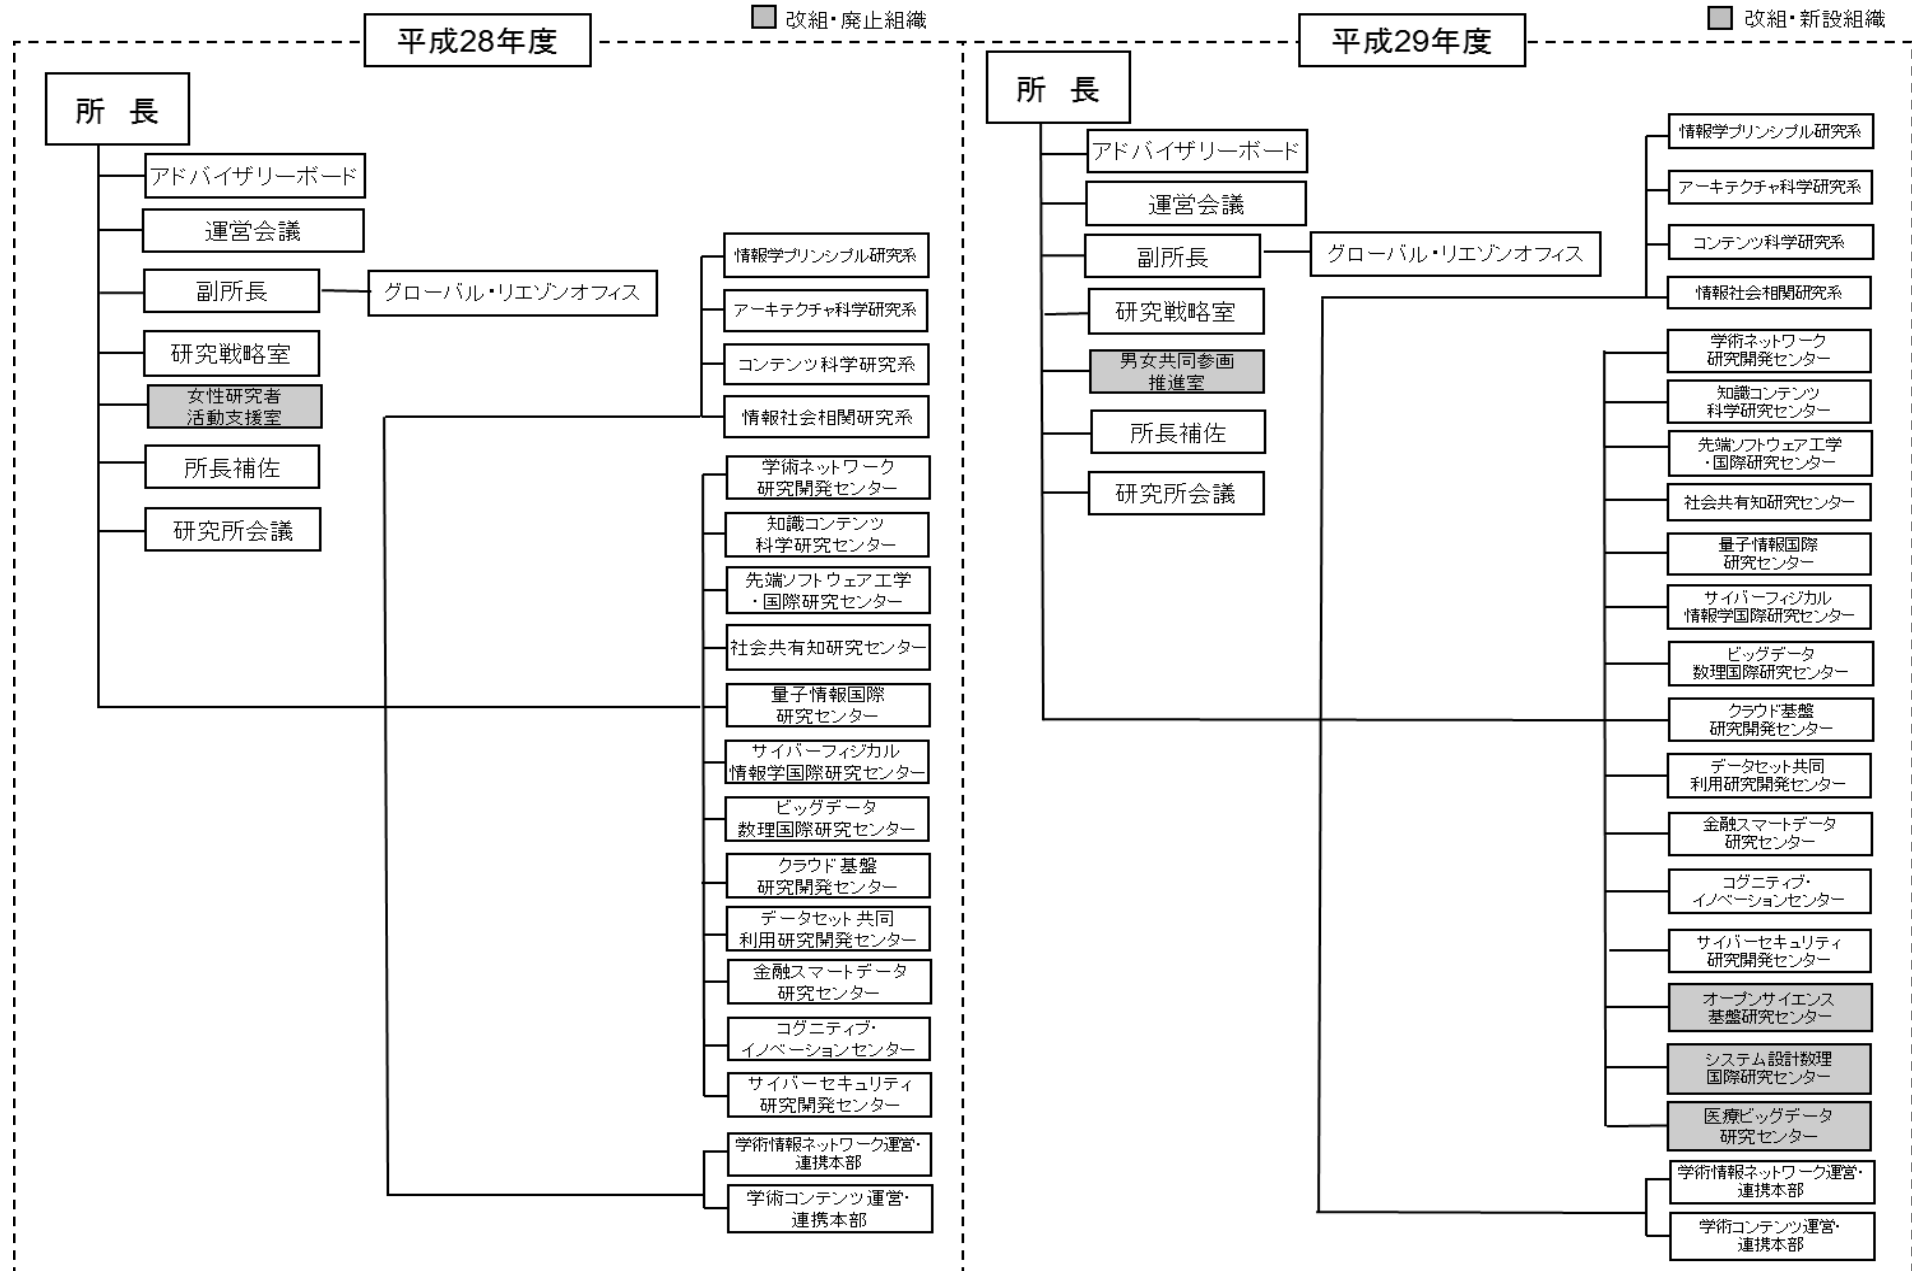 平成28年度
改組・廃止組織
所 長
アドバイザリーボード
運営会議
副所長
グローバル・リエゾンオフィス
研究戦略室
女性研究者
活動支援室
所長補佐
研究所会議
情報学プリンシプル研究系
アーキテクチャ科学研究系
コンテンツ科学研究系
情報社会相関研究系
学術ネットワーク
研究開発センター
知識コンテンツ
科学研究センター
先端ソフトウェア工学
・国際研究センター
社会共有知研究センター
量子情報国際
研究センター
サイバーフィジカル
情報学国際研究センター
ビッグデータ
数理国際研究センター
クラウド基盤
研究開発センター
データセット共同
利用研究開発センター
金融スマートデータ
研究センター
コグニティブ・
イノベーションセンター
サイバーセキュリティ
研究開発センター
学術情報ネットワーク運営・
連携本部
学術コンテンツ運営・
連携本部
平成29年度
改組・新設組織
所 長
アドバイザリーボード
運営会議
副所長
グローバル・リエゾンオフィス
研究戦略室
男女共同参画
推進室
所長補佐
研究所会議
情報学プリンシプル研究系
アーキテクチャ科学研究系
コンテンツ科学研究系
情報社会相関研究系
学術ネットワーク
研究開発センター
知識コンテンツ
科学研究センター
先端ソフトウェア工学
・国際研究センター
社会共有知研究センター
量子情報国際
研究センター
サイバーフィジカル
情報学国際研究センター
ビッグデータ
数理国際研究センター
クラウド基盤
研究開発センター
データセット共同
利用研究開発センター
金融スマートデータ
研究センター
コグニティブ・
イノベーションセンター
サイバーセキュリティ
研究開発センター
オープンサイエンス
基盤研究センター
システム設計数理
国際研究センター
医療ビッグデータ
研究センター
学術情報ネットワーク運営・
連携本部
学術コンテンツ運営・
連携本部